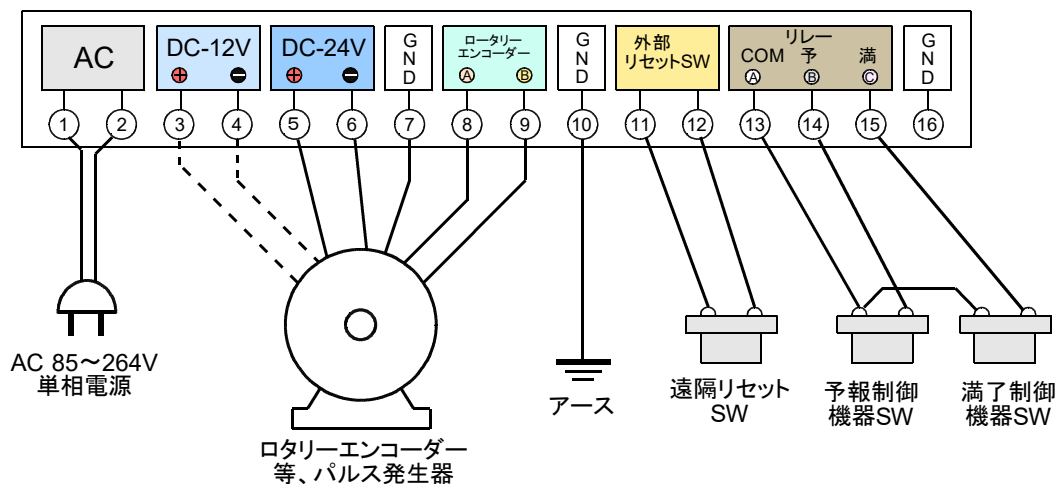 AC
DC-12V
DC-24V
GND
ロータリー
エンコーダー
A
B
GND
外部
リセットSW
リレー
COM 予 満
A B C
GND
1 2 3 4 5 6 7 8 9 10 11 12 13 14 15 16
AC 85～264V
単相電源
ロタリーエンコーダー
等、パルス発生器
アース
遠隔リセット
SW
予報制御
機器SW
満了制御
機器SW